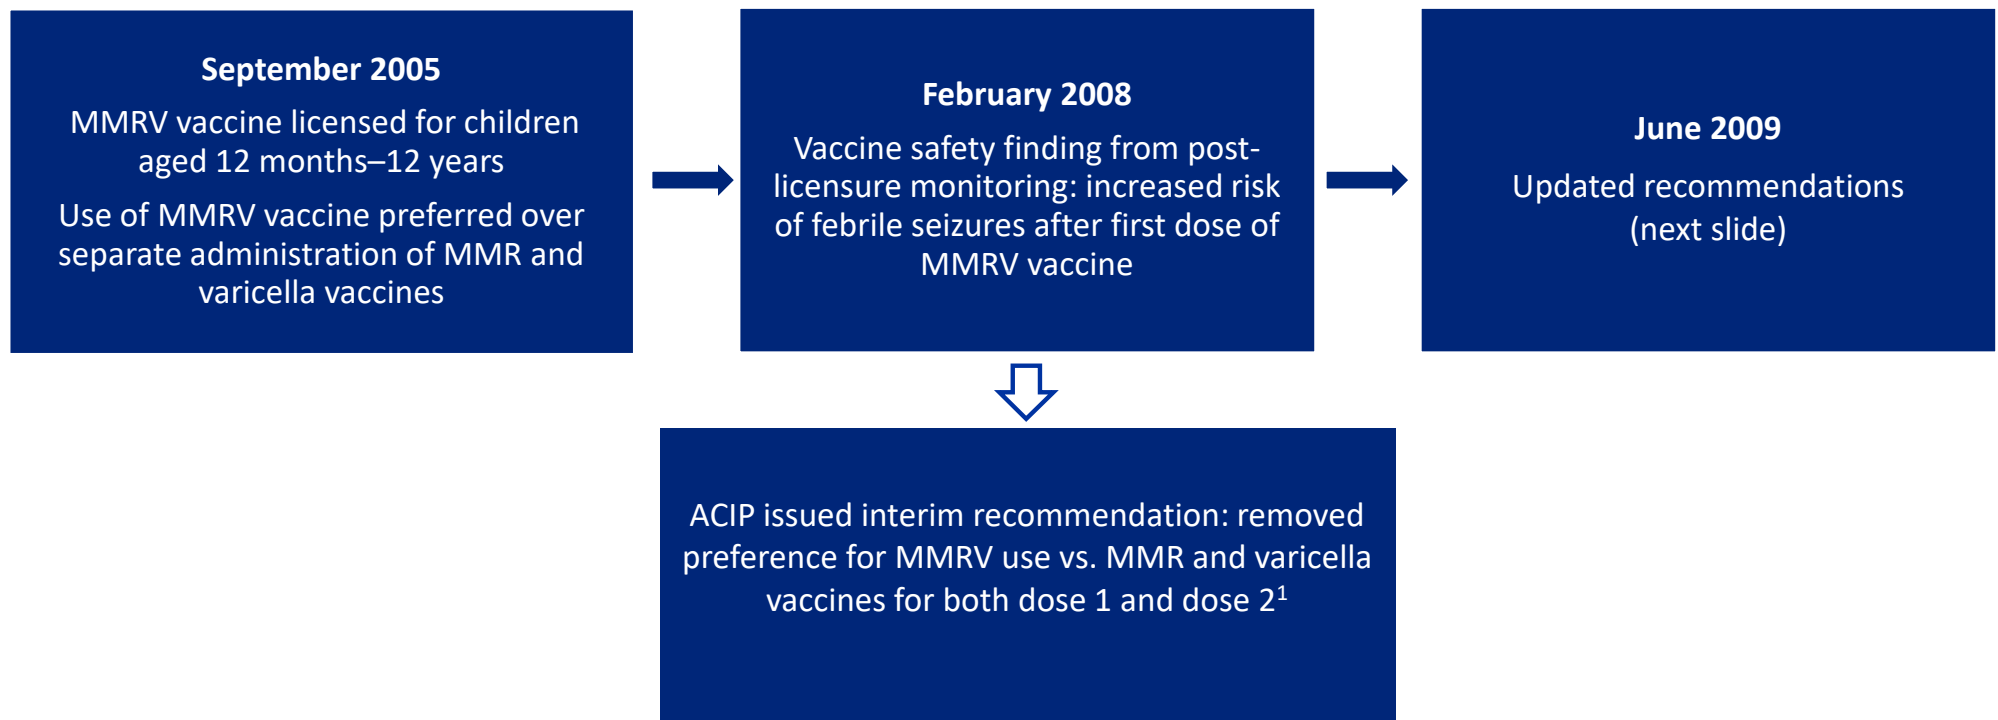 September 2005
MMRV vaccine licensed for children
aged 12 months–12 years
Use of MMRV vaccine preferred over
separate administration of MMR and
varicella vaccines
February 2008
Vaccine safety finding from post-
licensure monitoring: increased risk
of febrile seizures after first dose of
MMRV vaccine
June 2009
Updated recommendations
(next slide)
ACIP issued interim recommendation: removed
preference for MMRV use vs. MMR and varicella
vaccines for both dose 1 and dose 2¹